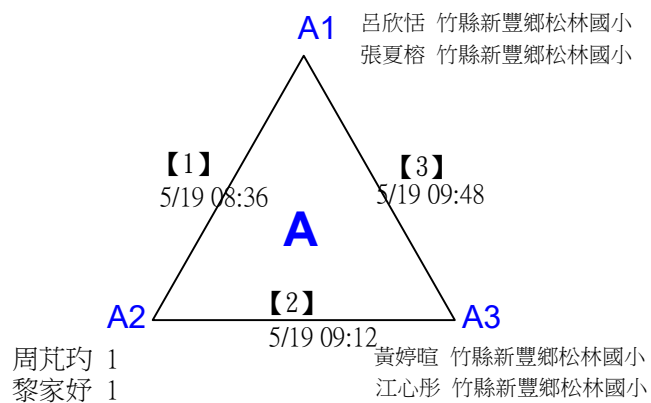 A1
呂欣恬 竹縣新豐鄉松林國小
張夏榕 竹縣新豐鄉松林國小
【1】
5/19 08:36
【3】
5/19 09:48
A
【2】
5/19 09:12
A2
A3
周芃玓 1
黎家妤 1
黃婷暄 竹縣新豐鄉松林國小
江心彤 竹縣新豐鄉松林國小